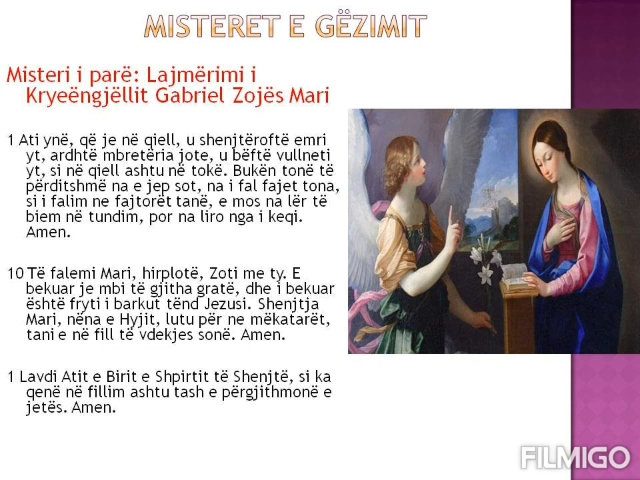 MISTERET E GËZIMIT
Misteri i parë: Lajmërimi i
Kryeëngjëllit Gabriel Zojës Mari
1 Ati ynë, që je në qiell, u shenjtëroftë emri
yt, ardhtë mbretëria jote, u bëftë vullneti
yt, si në qiell ashtu në tokë. Bukën tonë të
përditshmë na e jep sot, na i fal fajet tona,
si i falim ne fajtorët tanë, e mos na lër të
biem në tundim, por na liro nga i keqi.
Amen.
10 Të falemi Mari, hirplotë, Zoti me ty. E
bekuar je mbi të gjitha gratë, dhe i bekuar
është fryti i barkut tënd Jezusi. Shenjtja
Mari, nëna e Hyjit, lutu për ne mëkatarët,
tani e në fill të vdekjes sonë. Amen.
1 Lavdi Atit e Birit e Shpirtit të Shenjtë, si ka
qenë në fillim ashtu tash e përgjithmonë e
jetës. Amen.
FILMIGO